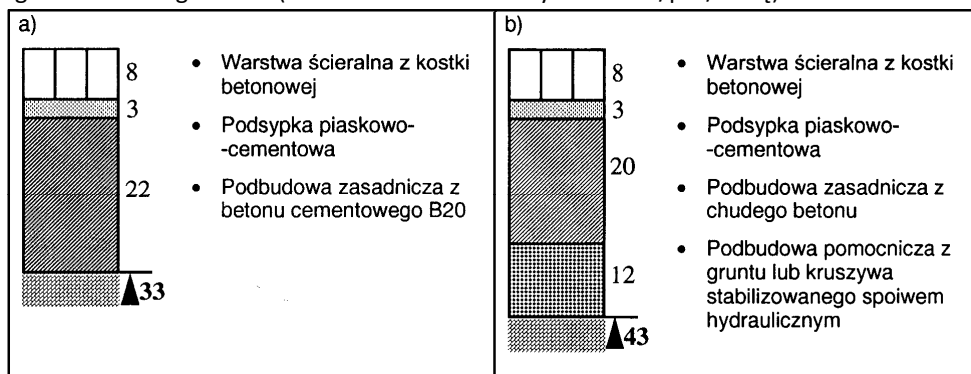 a)
8
3
22
33
• Warstwa ścieralna z kostki
betonowej
• Podsypka piaskowo-
-cementowa
• Podbudowa zasadnicza z
betonu cementowego B20
b)
8
3
20
12
43
• Warstwa ścieralna z kostki
betonowej
• Podsypka piaskowo-
-cementowa
• Podbudowa zasadnicza z
chudego betonu
• Podbudowa pomocnicza z
gruntu lub kruszywa
stabilizowanego spoiwem
hydraulicznym